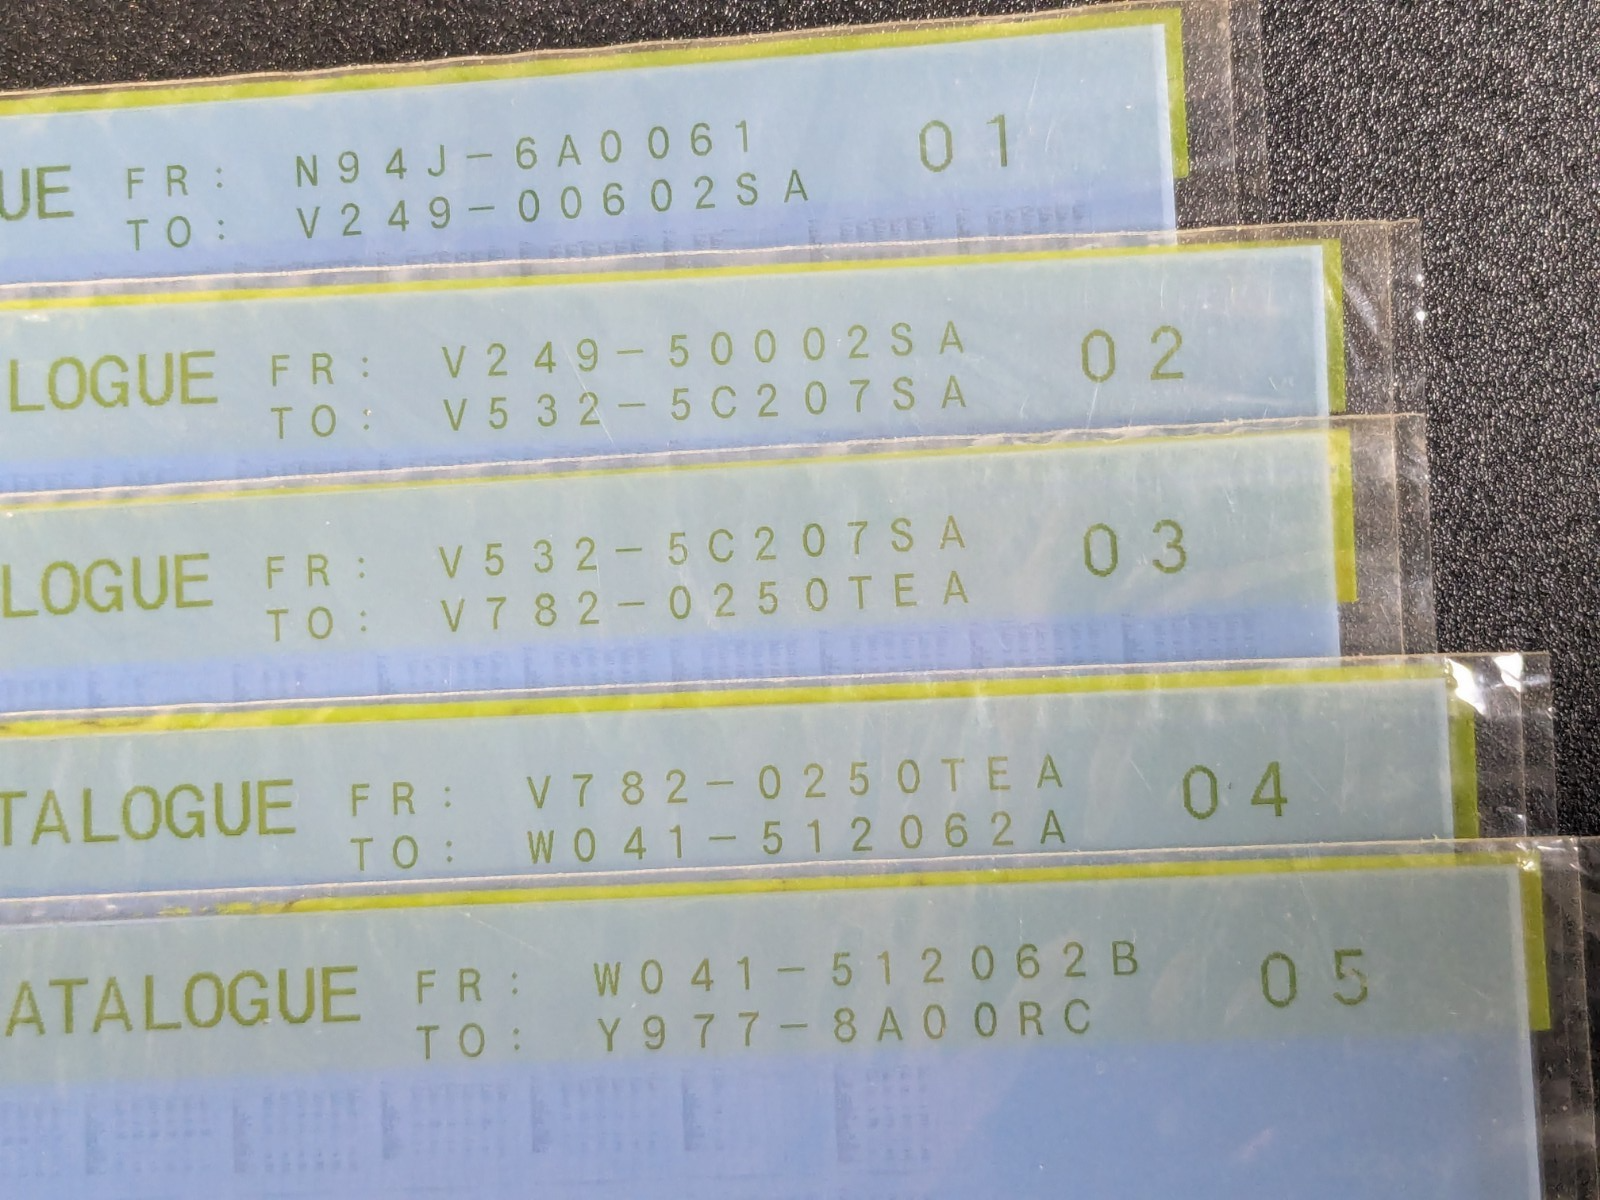 UE FR: N94J-6A0061 01
TO: V249-00602SA
LOGUE FR: V249-50002SA 02
TO: V532-5C207SA
LOGUE FR: V532-5C207SA 03
TO: V782-0250TEA
TALOGUE FR: V782-0250TEA 04
TO: W041-512062A
ATALOGUE FR: W041-512062B 05
TO: Y977-8A00RC